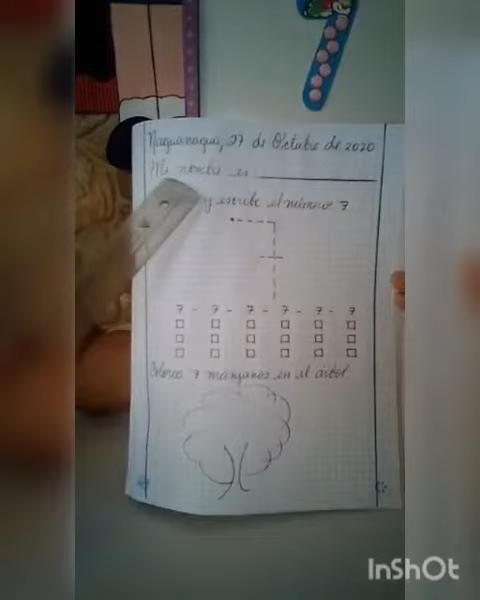 Naguanagua, 27 de Octubre de 2020
Mi nombre es
y escribe el número 7
7 - 7 - 7 - 7 - 7 - 7
Colorea 7 manzanas en el árbol.
InShOt